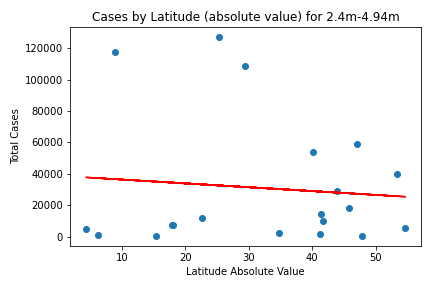 Cases by Latitude (absolute value) for 2.4m-4.94m
Total Cases
120000
100000
80000
60000
40000
20000
0
10 20 30 40 50
Latitude Absolute Value